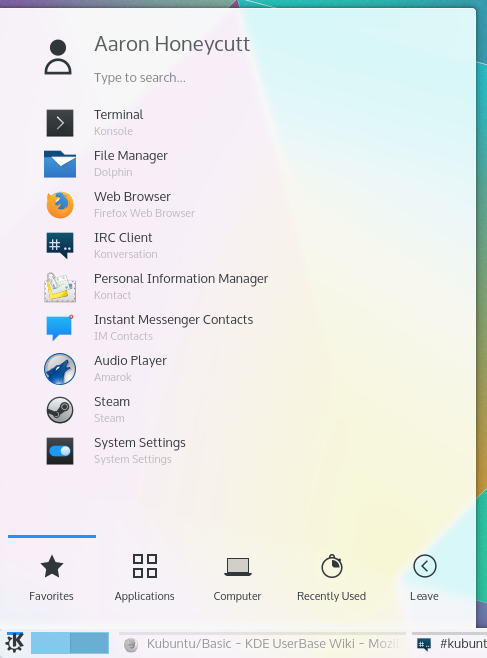 Aaron Honeycutt
Type to search...
Terminal
Konsole
File Manager
Dolphin
Web Browser
Firefox Web Browser
IRC Client
Konversation
Personal Information Manager
Kontact
Instant Messenger Contacts
IM Contacts
Audio Player
Amarok
Steam
Steam
System Settings
System Settings
Favorites
Applications
Computer
Recently Used
Leave
Kubuntu/Basic - KDE UserBase Wiki - Mozil
#kubunt